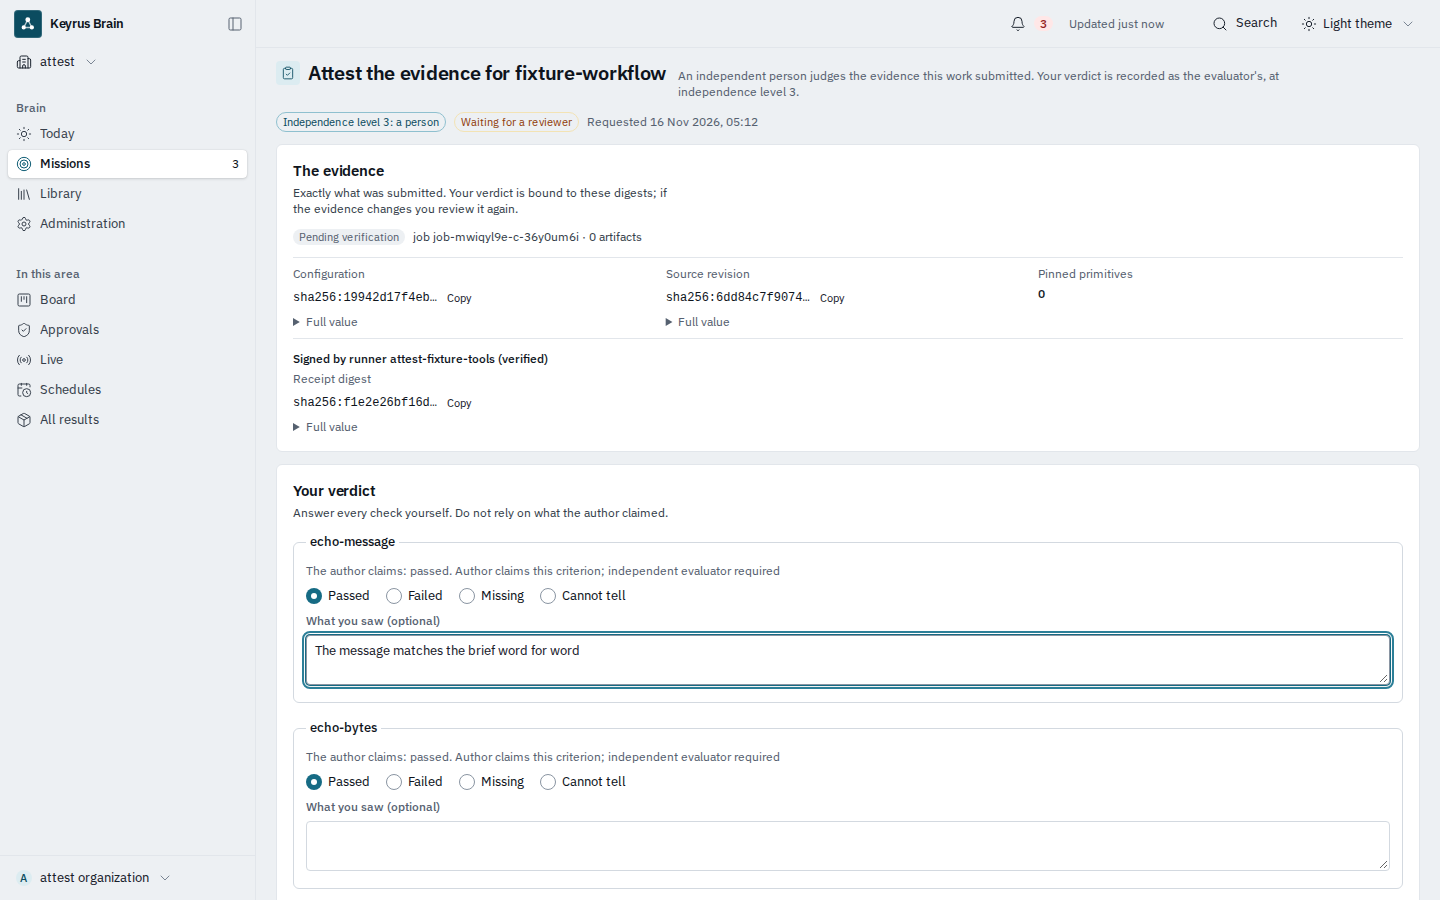 Keyrus Brain
attest
Brain
Today
Missions 3
Library
Administration
In this area
Board
Approvals
Live
Schedules
All results
A attest organization
3 Updated just now Search Light theme
Attest the evidence for fixture-workflow
An independent person judges the evidence this work submitted. Your verdict is recorded as the evaluator's, at
independence level 3.
Independence level 3: a person Waiting for a reviewer Requested 16 Nov 2026, 05:12
The evidence
Exactly what was submitted. Your verdict is bound to these digests; if
the evidence changes you review it again.
Pending verification job job-mwiqyl9e-c-36y0um6i · 0 artifacts
Configuration Source revision Pinned primitives
sha256:19942d17f4eb… Copy sha256:6dd84c7f9074… Copy 0
Full value Full value
Signed by runner attest-fixture-tools (verified)
Receipt digest
sha256:f1e2e26bf16d… Copy
Full value
Your verdict
Answer every check yourself. Do not rely on what the author claimed.
echo-message
The author claims: passed. Author claims this criterion; independent evaluator required
Passed Failed Missing Cannot tell
What you saw (optional)
The message matches the brief word for word
echo-bytes
The author claims: passed. Author claims this criterion; independent evaluator required
Passed Failed Missing Cannot tell
What you saw (optional)